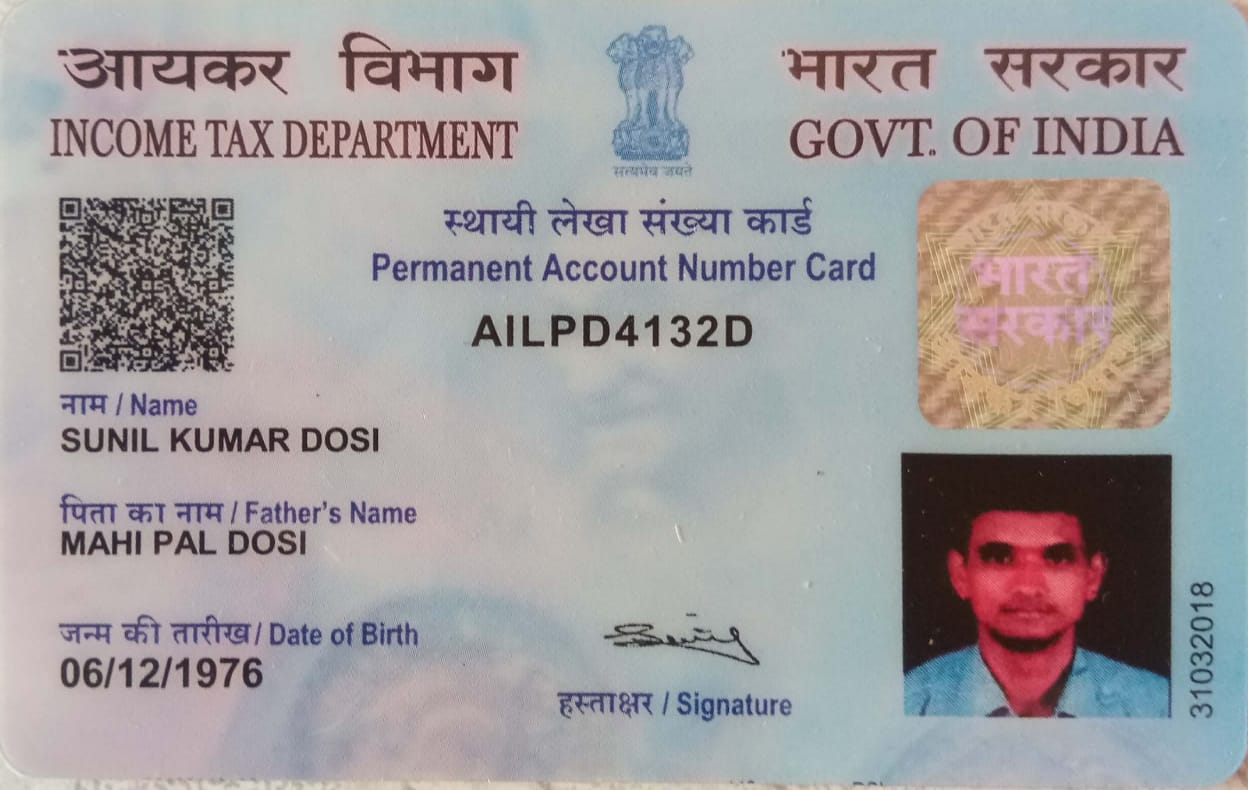 आयकर विभाग
INCOME TAX DEPARTMENT
सत्यमेव जयते
भारत सरकार
GOVT. OF INDIA
स्थायी लेखा संख्या कार्ड
Permanent Account Number Card
AILPD4132D
भारत
सरकार
नाम / Name
SUNIL KUMAR DOSI
पिता का नाम / Father's Name
MAHI PAL DOSI
जन्म की तारीख / Date of Birth
06/12/1976
हस्ताक्षर / Signature
31032018